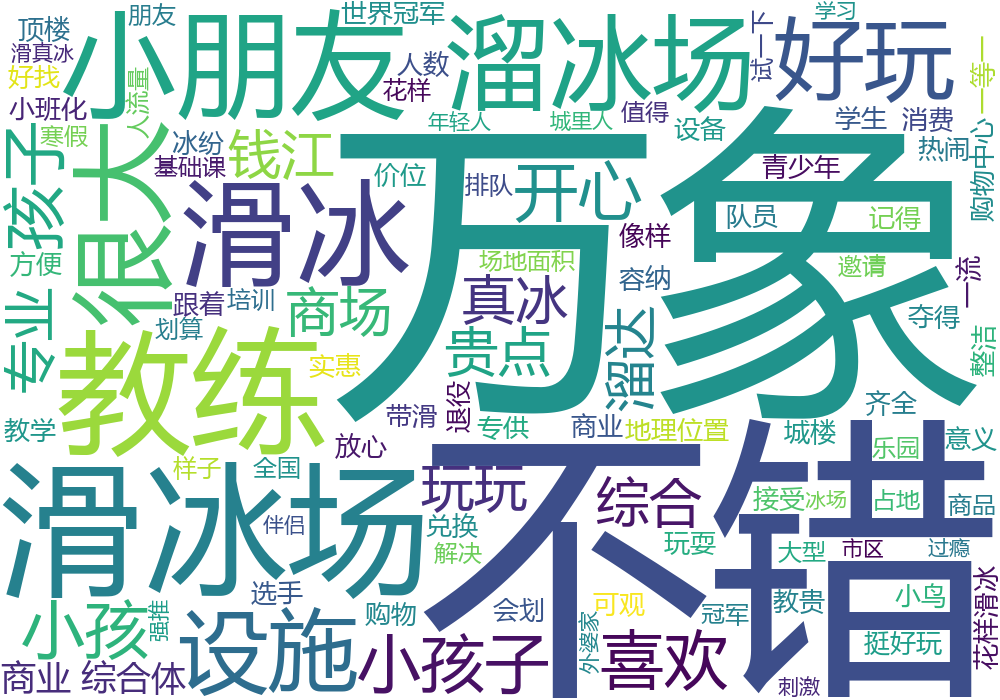 朋友
世界冠军
学习
顶楼
小朋友
溜冰场
试一下
好玩
滑真冰
人数
一等一
好找
花样
小班化
人流量
值得
年轻人
城里人
设备
学生
消费
寒假
冰纷
钱江
万象
热闹
购物中心
很大
基础课
价位
排队
开心
青少年
孩子
滑冰
队员
记得
像样
方便
场地面积
容纳
邀请
一流
跟着
培训
商场
真冰
夺得
专业
划算
溜达
整洁
教练
贵点
实惠
退役
带滑
专供
商业
地理位置
城楼
齐全
教学
放心
不错
乐园
意义
样子
全国
滑冰场
玩玩
综合
接受
冰场
占地
商品
伴侣
兑换
解决
玩耍
大型
市区
过瘾
选手
小孩
强推
设施
购物
小孩子
会划
外婆家
可观
喜欢
冠军
教贵
小鸟
花样滑冰
挺好玩
商业 综合体
刺激